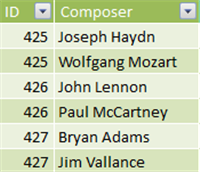 ID Composer
425 Joseph Haydn
425 Wolfgang Mozart
426 John Lennon
426 Paul McCartney
427 Bryan Adams
427 Jim Vallance